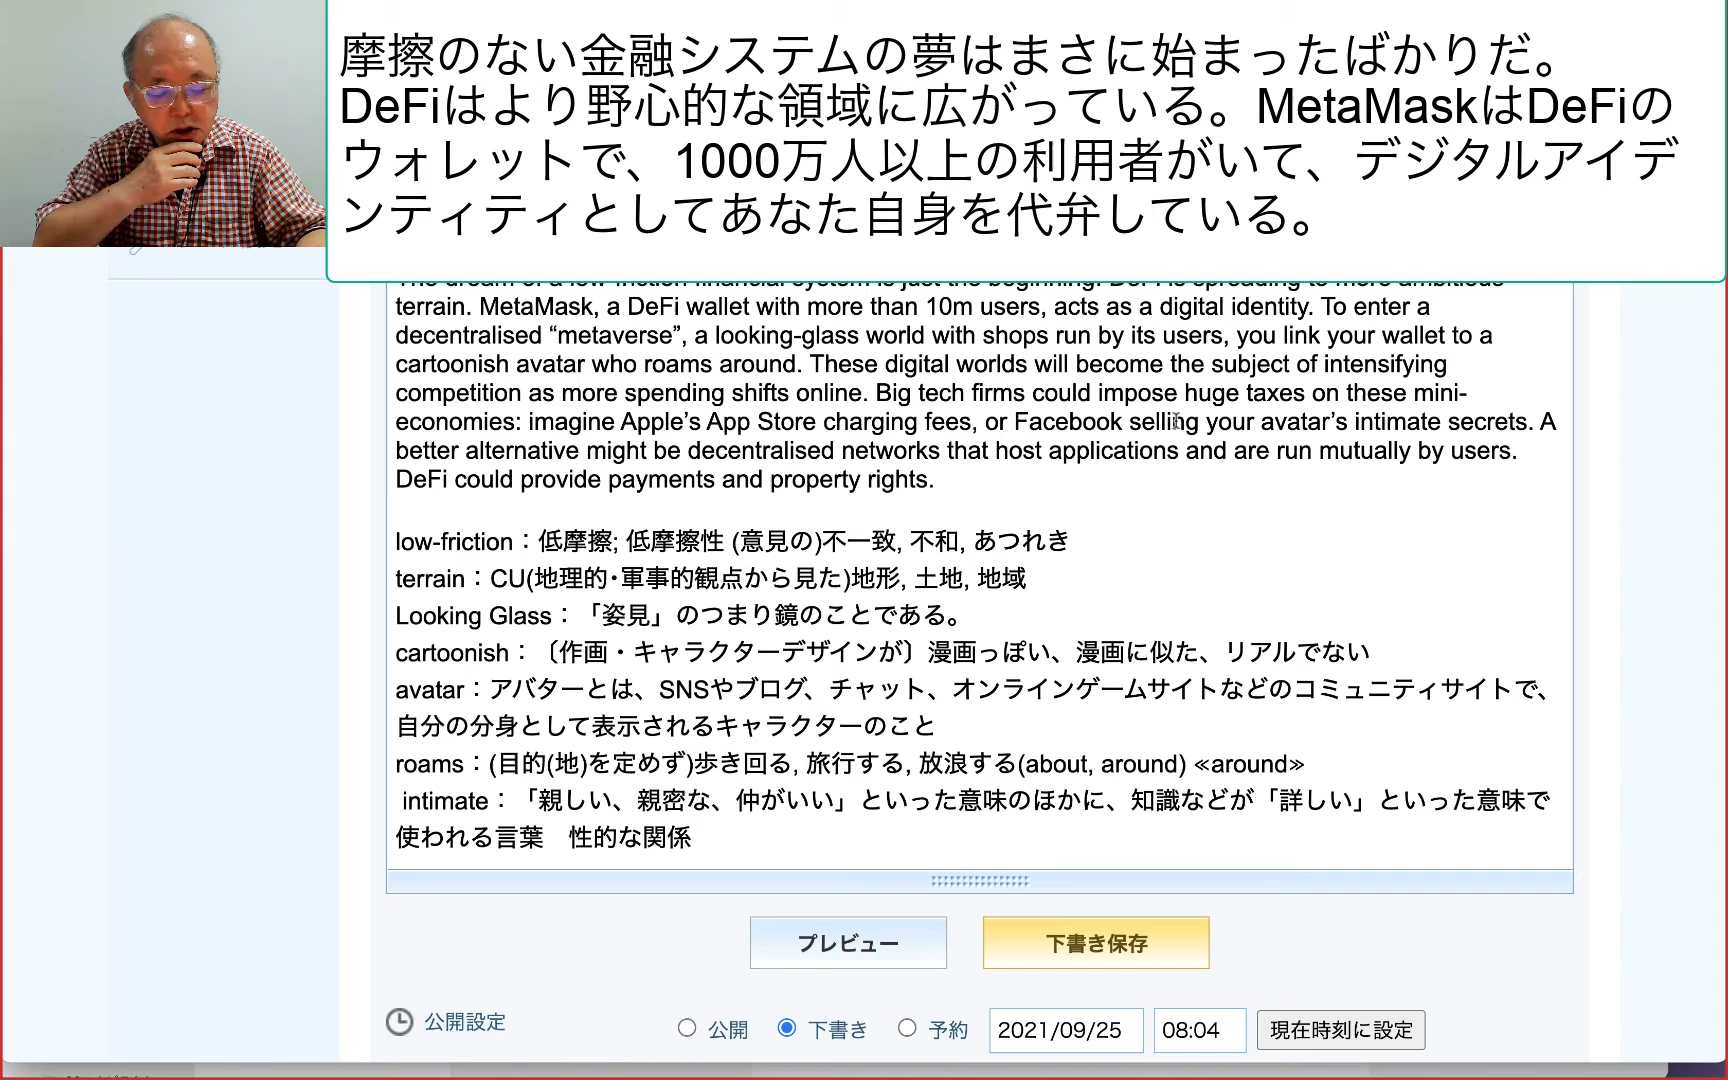 摩擦のない金融システムの夢はまさに始まったばかりだ。
DeFiはより野心的な領域に広がっている。MetaMaskはDeFiの
ウォレットで、1000万人以上の利用者がいて、デジタルアイデ
ンティティとしてあなた自身を代弁している。
The dream of a low-friction financial system is just the beginning. DeFi is spreading to more ambitious
terrain. MetaMask, a DeFi wallet with more than 10m users, acts as a digital identity. To enter a
decentralised “metaverse”, a looking-glass world with shops run by its users, you link your wallet to a
cartoonish avatar who roams around. These digital worlds will become the subject of intensifying
competition as more spending shifts online. Big tech firms could impose huge taxes on these mini-
economies: imagine Apple’s App Store charging fees, or Facebook selling your avatar’s intimate secrets. A
better alternative might be decentralised networks that host applications and are run mutually by users.
DeFi could provide payments and property rights.
low-friction：低摩擦; 低摩擦性 (意見の)不一致, 不和, あつれき
terrain：CU(地理的･軍事的観点から見た)地形, 土地, 地域
Looking Glass：「姿見」のつまり鏡のことである。
cartoonish：〔作画・キャラクターデザインが〕漫画っぽい、漫画に似た、リアルでない
avatar：アバターとは、SNSやブログ、チャット、オンラインゲームサイトなどのコミュニティサイトで、
自分の分身として表示されるキャラクターのこと
roams：(目的(地)を定めず)歩き回る, 旅行する, 放浪する(about, around) ≪around≫
intimate：「親しい、親密な、仲がいい」といった意味のほかに、知識などが「詳しい」といった意味で
使われる言葉　性的な関係
プレビュー
下書き保存
公開設定
公開
下書き
予約
2021/09/25
08:04
現在時刻に設定